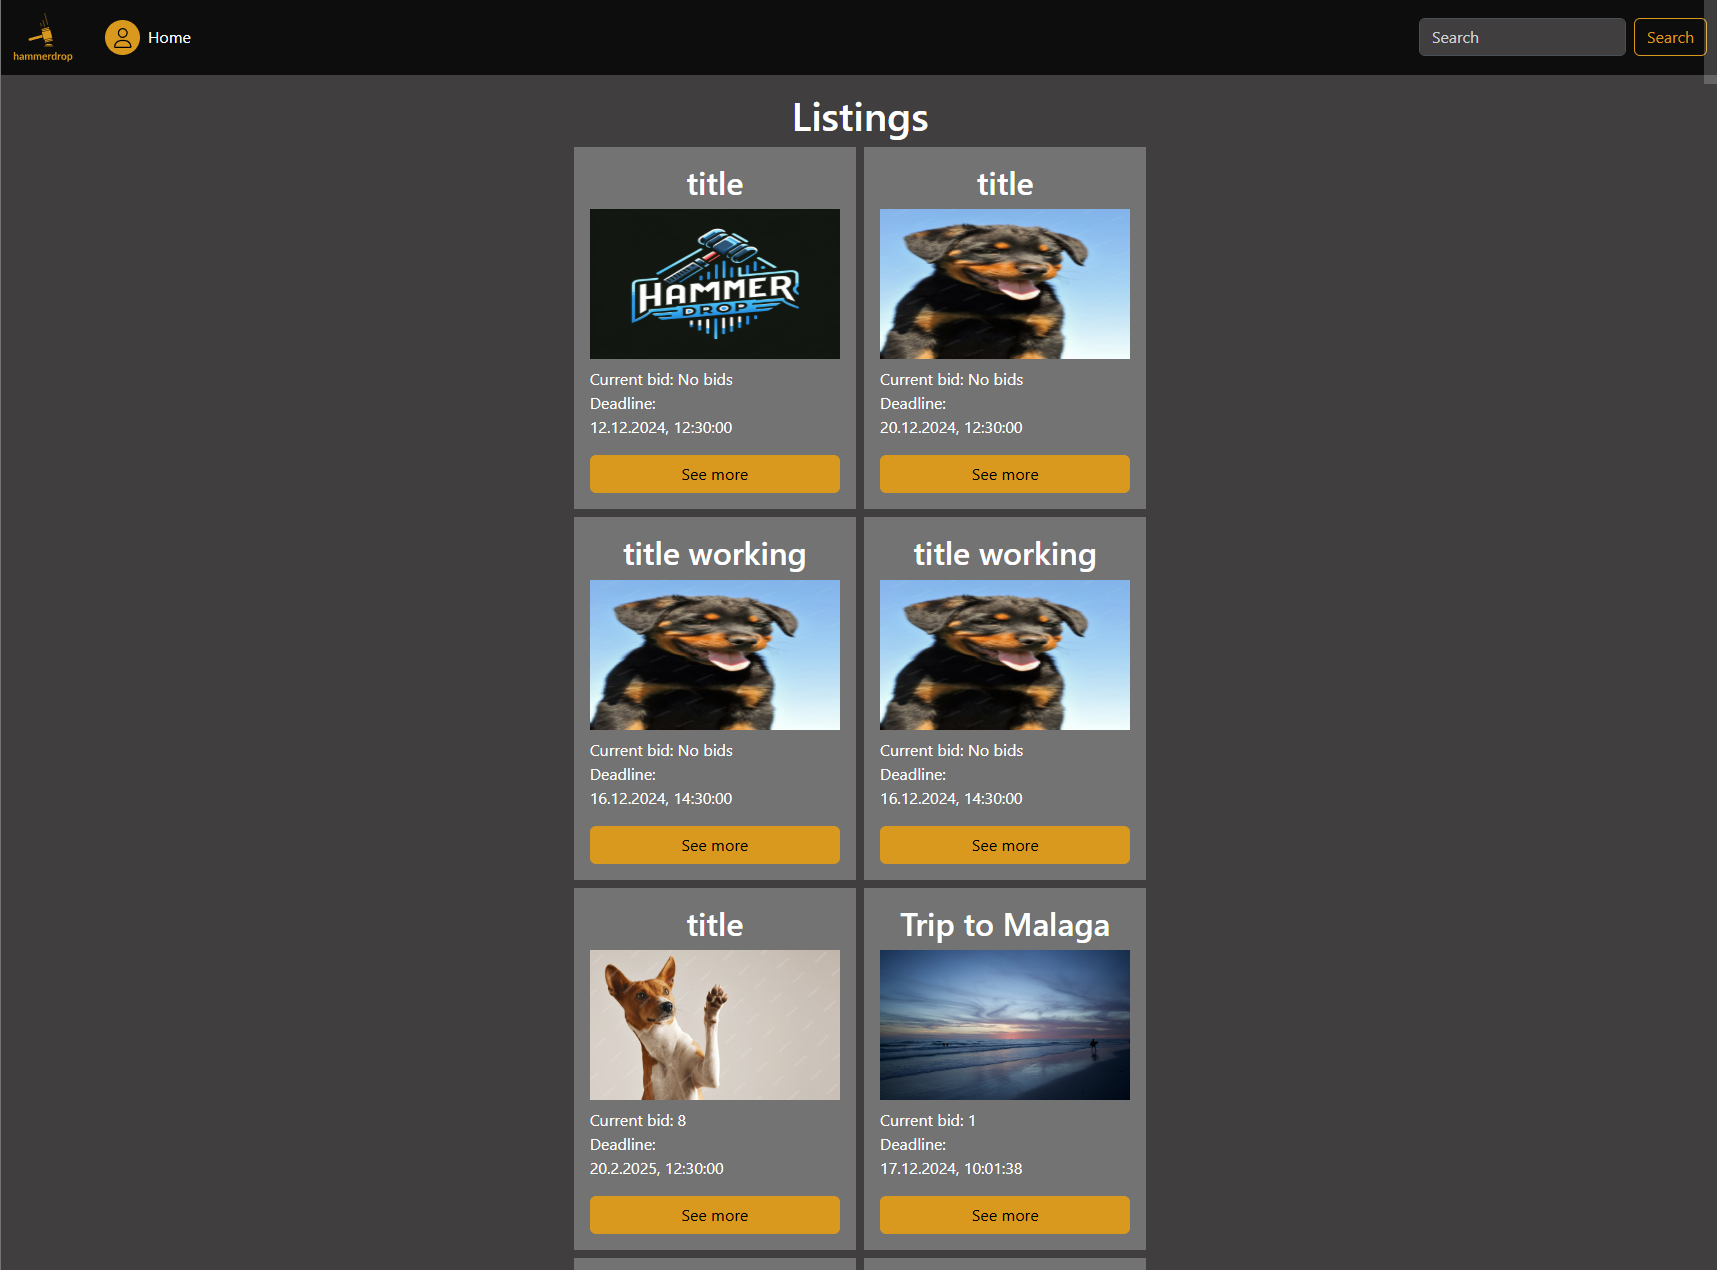 hammerdrop
Home
Search
Search
Listings
title
HAMMER
DROP
Current bid: No bids
Deadline:
12.12.2024, 12:30:00
See more
title
Current bid: No bids
Deadline:
20.12.2024, 12:30:00
See more
title working
Current bid: No bids
Deadline:
16.12.2024, 14:30:00
See more
title working
Current bid: No bids
Deadline:
16.12.2024, 14:30:00
See more
title
Current bid: 8
Deadline:
20.2.2025, 12:30:00
See more
Trip to Malaga
Current bid: 1
Deadline:
17.12.2024, 10:01:38
See more